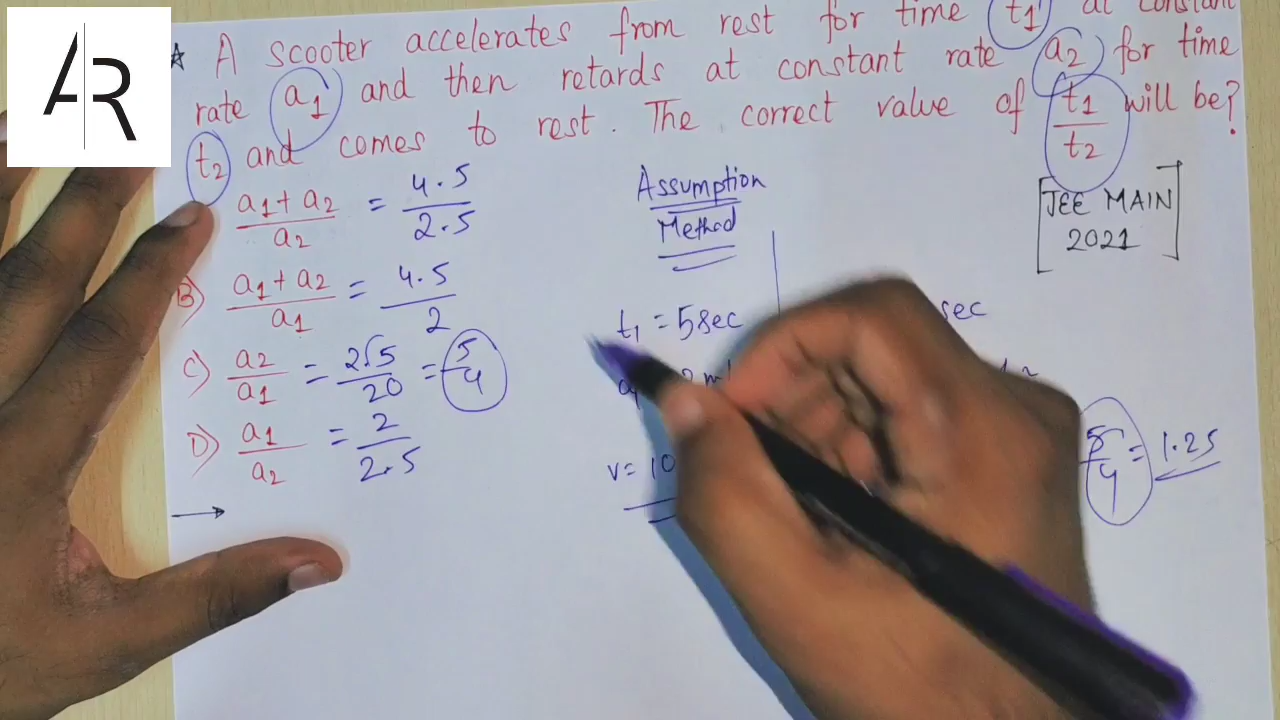 AR
★ A scooter accelerates from rest for time t1 at constant
rate a1 and then retards at constant rate a2 for time
t2 and comes to rest. The correct value of t1/t2 will be?
a1+a2/a2 = 4.5/2.5
B) a1+a2/a1 = 4.5/2
C) a2/a1 = 25/20 = 5/4
D) a1/a2 = 2/2.5
→
Assumption
Method
[JEE MAIN
2021]
t1 = 5sec
sec
v = 10
5/4 = 1.25